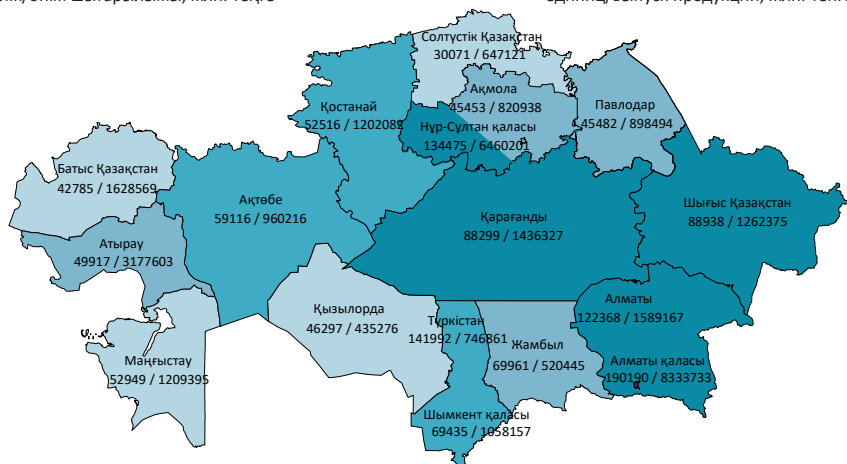 Солтүстік Қазақстан
30071 / 647121
Ақмола
45453 / 820938
Павлодар
45482 / 898494
Қостанай
52516 / 1202089
Нұр-Сұлтан қаласы
134475 / 6460201
Батыс Қазақстан
42785 / 1628569
Ақтөбе
59116 / 960216
Қарағанды
88299 / 1436327
Шығыс Қазақстан
88938 / 1262375
Атырау
49917 / 3177603
Қызылорда
46297 / 435276
Түркістан
141992 / 746861
Жамбыл
69961 / 520445
Алматы
122368 / 1589167
Маңғыстау
52949 / 1209395
Алматы қаласы
190190 / 8333733
Шымкент қаласы
69435 / 1058157